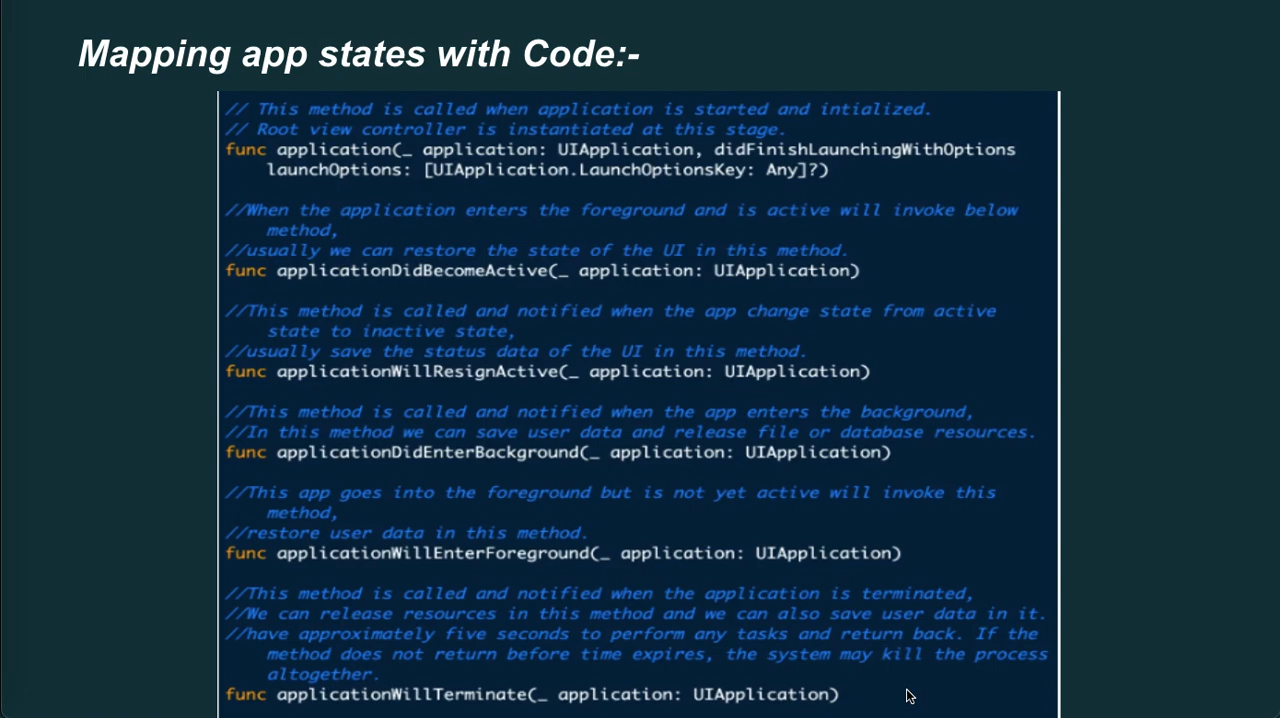 Mapping app states with Code:-
// This method is called when application is started and intialized.
// Root view controller is instantiated at this stage.
func application(_ application: UIApplication, didFinishLaunchingWithOptions
launchOptions: [UIApplication.LaunchOptionsKey: Any]?)
//When the application enters the foreground and is active will invoke below
method,
//usually we can restore the state of the UI in this method.
func applicationDidBecomeActive(_ application: UIApplication)
//This method is called and notified when the app change state from active
state to inactive state,
//usually save the status data of the UI in this method.
func applicationWillResignActive(_ application: UIApplication)
//This method is called and notified when the app enters the background,
//In this method we can save user data and release file or database resources.
func applicationDidEnterBackground(_ application: UIApplication)
//This app goes into the foreground but is not yet active will invoke this
method,
//restore user data in this method.
func applicationWillEnterForeground(_ application: UIApplication)
//This method is called and notified when the application is terminated,
//We can release resources in this method and we can also save user data in it.
//have approximately five seconds to perform any tasks and return back. If the
method does not return before time expires, the system may kill the process
altogether.
func applicationWillTerminate(_ application: UIApplication)